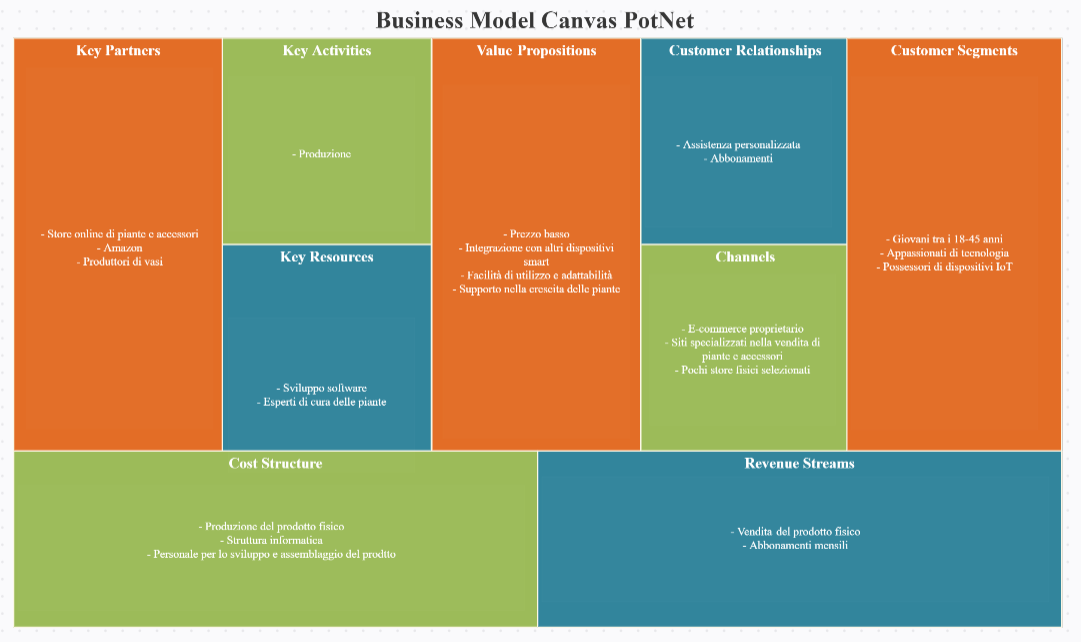 Business Model Canvas PotNet
Key Partners
- Store online di piante e accessori
- Amazon
- Produttori di vasi
Key Activities
- Produzione
Key Resources
- Sviluppo software
- Esperti di cura delle piante
Value Propositions
- Prezzo basso
- Integrazione con altri dispositivi
smart
- Facilità di utilizzo e adattabilità
- Supporto nella crescita delle piante
Customer Relationships
- Assistenza personalizzata
- Abbonamenti
Channels
- E-commerce proprietario
- Siti specializzati nella vendita di
piante e accessori
- Pochi store fisici selezionati
Customer Segments
- Giovani tra i 18-45 anni
- Appassionati di tecnologia
- Possessori di dispositivi IoT
Cost Structure
- Produzione del prodotto fisico
- Struttura informatica
- Personale per lo sviluppo e assemblaggio del prodtto
Revenue Streams
- Vendita del prodotto fisico
- Abbonamenti mensili